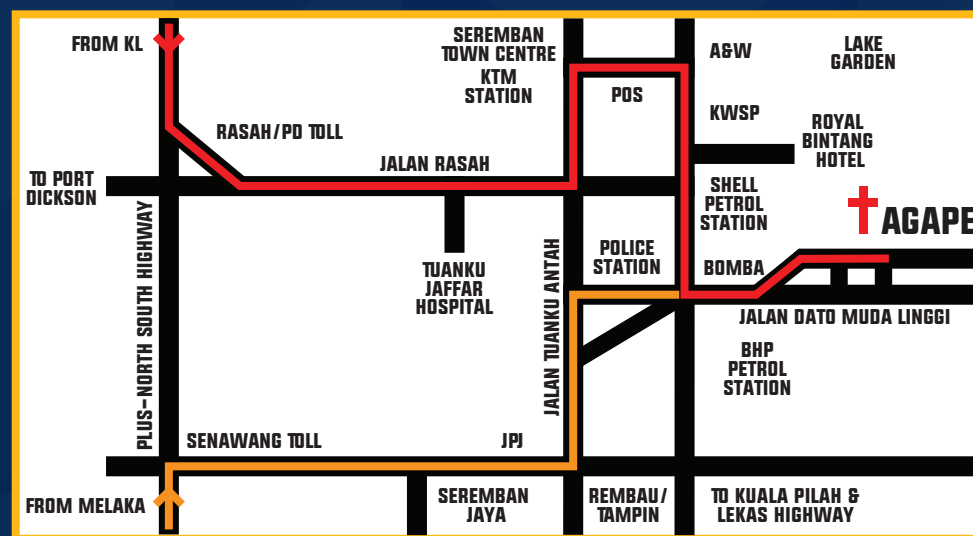 FROM KL
SEREMBAN
TOWN CENTRE
KTM
STATION
A&W
LAKE
GARDEN
POS
KWSP
ROYAL
BINTANG
HOTEL
RASAH/PD TOLL
JALAN RASAH
TO PORT
DICKSON
SHELL
PETROL
STATION
AGAPE
PLUS-NORTH SOUTH HIGHWAY
TUANKU
JAFFAR
HOSPITAL
JALAN TUANKU ANTAH
POLICE
STATION
BOMBA
JALAN DATO MUDA LINGGI
BHP
PETROL
STATION
SENAWANG TOLL
JPJ
FROM MELAKA
SEREMBAN
JAYA
REMBAU/
TAMPIN
TO KUALA PILAH &
LEKAS HIGHWAY